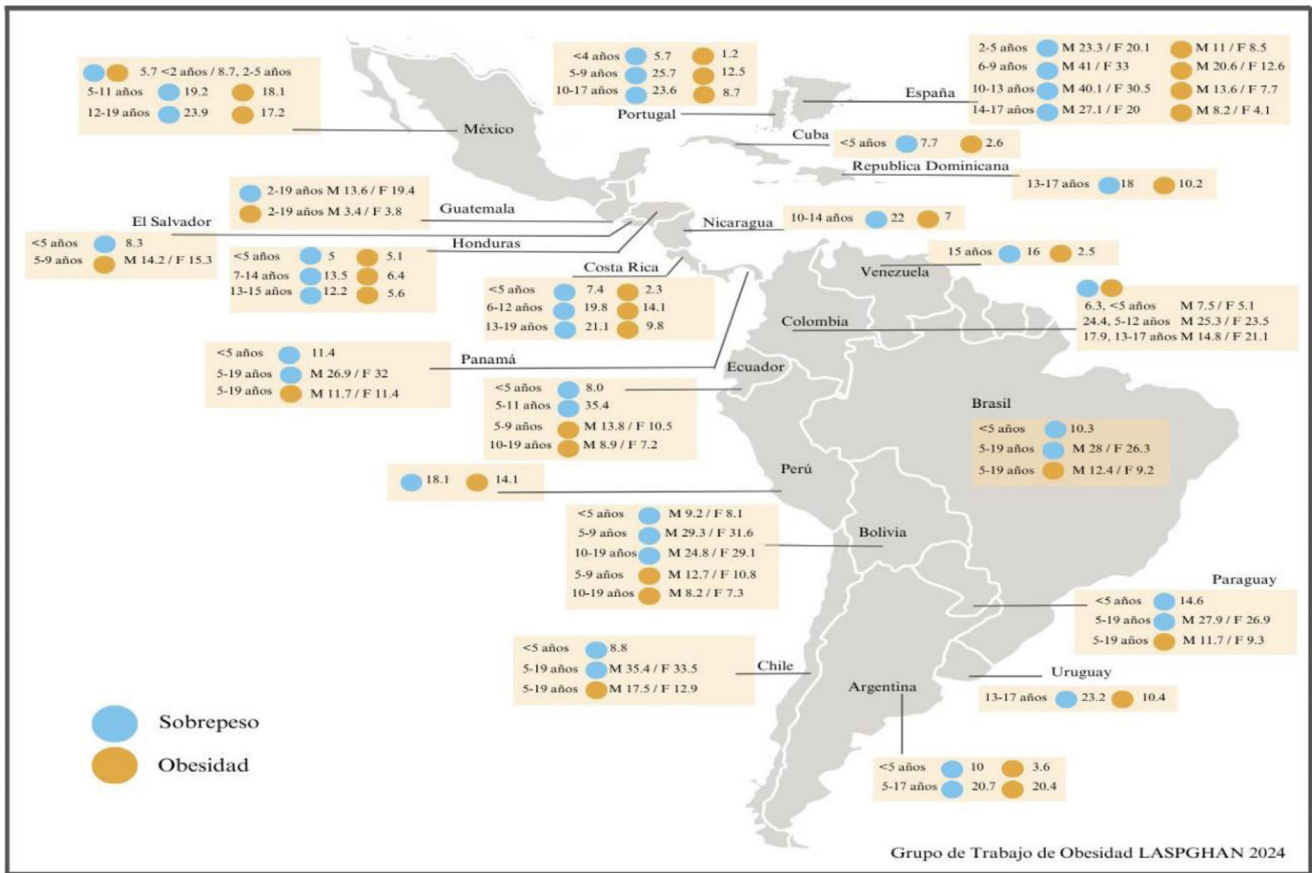 5.7 <2 años / 8.7, 2-5 años
5-11 años 19.2 18.1
12-19 años 23.9 17.2
México
<4 años 5.7 1.2
5-9 años 25.7 12.5
10-17 años 23.6 8.7
Portugal
2-5 años M 23.3 / F 20.1 M 11 / F 8.5
6-9 años M 41 / F 33 M 20.6 / F 12.6
10-13 años M 40.1 / F 30.5 M 13.6 / F 7.7
14-17 años M 27.1 / F 20 M 8.2 / F 4.1
España
Cuba
<5 años 7.7 2.6
Republica Dominicana
13-17 años 18 10.2
2-19 años M 13.6 / F 19.4
2-19 años M 3.4 / F 3.8
Guatemala
El Salvador
<5 años 8.3
5-9 años M 14.2 / F 15.3
Nicaragua
10-14 años 22 7
Honduras
<5 años 5 5.1
7-14 años 13.5 6.4
13-15 años 12.2 5.6
Costa Rica
<5 años 7.4 2.3
6-12 años 19.8 14.1
13-19 años 21.1 9.8
Venezuela
15 años 16 2.5
Colombia
6.3, <5 años M 7.5 / F 5.1
24.4, 5-12 años M 25.3 / F 23.5
17.9, 13-17 años M 14.8 / F 21.1
Panamá
<5 años 11.4
5-19 años M 26.9 / F 32
5-19 años M 11.7 / F 11.4
Ecuador
<5 años 8.0
5-11 años 35.4
5-9 años M 13.8 / F 10.5
10-19 años M 8.9 / F 7.2
Brasil
<5 años 10.3
5-19 años M 28 / F 26.3
5-19 años M 12.4 / F 9.2
Perú
18.1 14.1
Bolivia
<5 años M 9.2 / F 8.1
5-9 años M 29.3 / F 31.6
10-19 años M 24.8 / F 29.1
5-9 años M 12.7 / F 10.8
10-19 años M 8.2 / F 7.3
Paraguay
<5 años 14.6
5-19 años M 27.9 / F 26.9
5-19 años M 11.7 / F 9.3
Chile
<5 años 8.8
5-19 años M 35.4 / F 33.5
5-19 años M 17.5 / F 12.9
Uruguay
13-17 años 23.2 10.4
Argentina
<5 años 10 3.6
5-17 años 20.7 20.4
Sobrepeso
Obesidad
Grupo de Trabajo de Obesidad LASPGHAN 2024